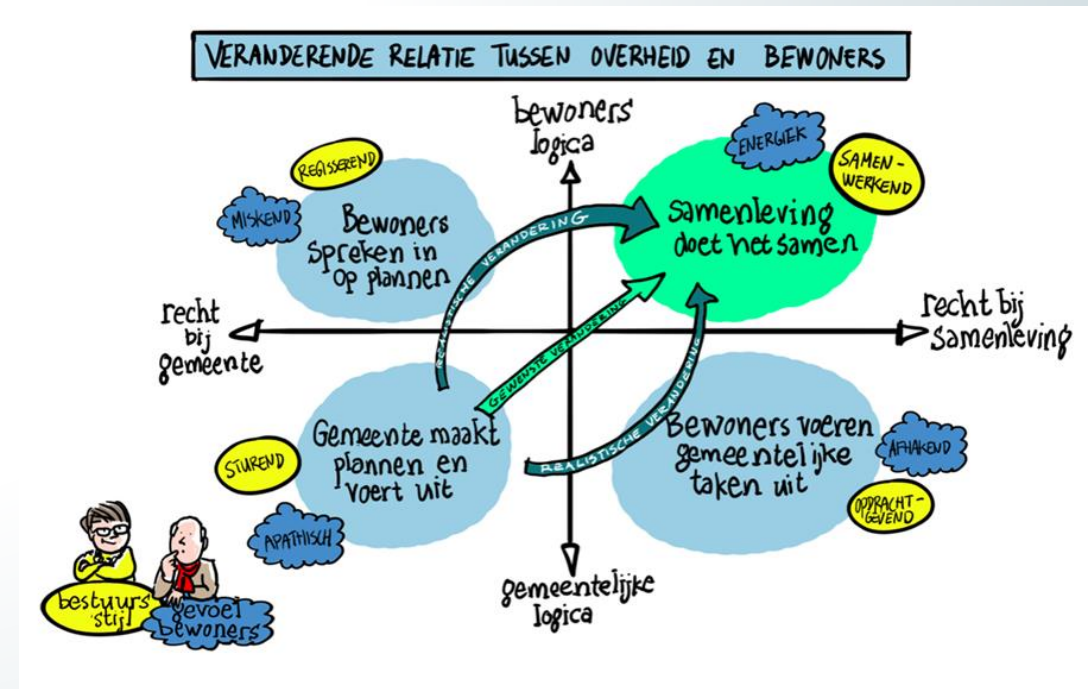 VERANDERENDE RELATIE TUSSEN OVERHEID EN BEWONERS
bewoners
logica
REGISSEREND
MISKEND
Bewoners
spreken in
op plannen
ENERGIEK
SAMEN-
WERKEND
samenleving
doet het samen
REALISTISCHE VERANDERING
GEWENSTE VERANDERING
REALISTISCHE VERANDERING
recht
bij
gemeente
recht bij
samenleving
STUREND
APATHISCH
Gemeente maakt
plannen en
voert uit
Bewoners voeren
gemeentelijke
taken uit
AFHAKEND
OPDRACHT-
GEVEND
gemeentelijke
logica
bestuurs
stijl
gevoel
bewoners